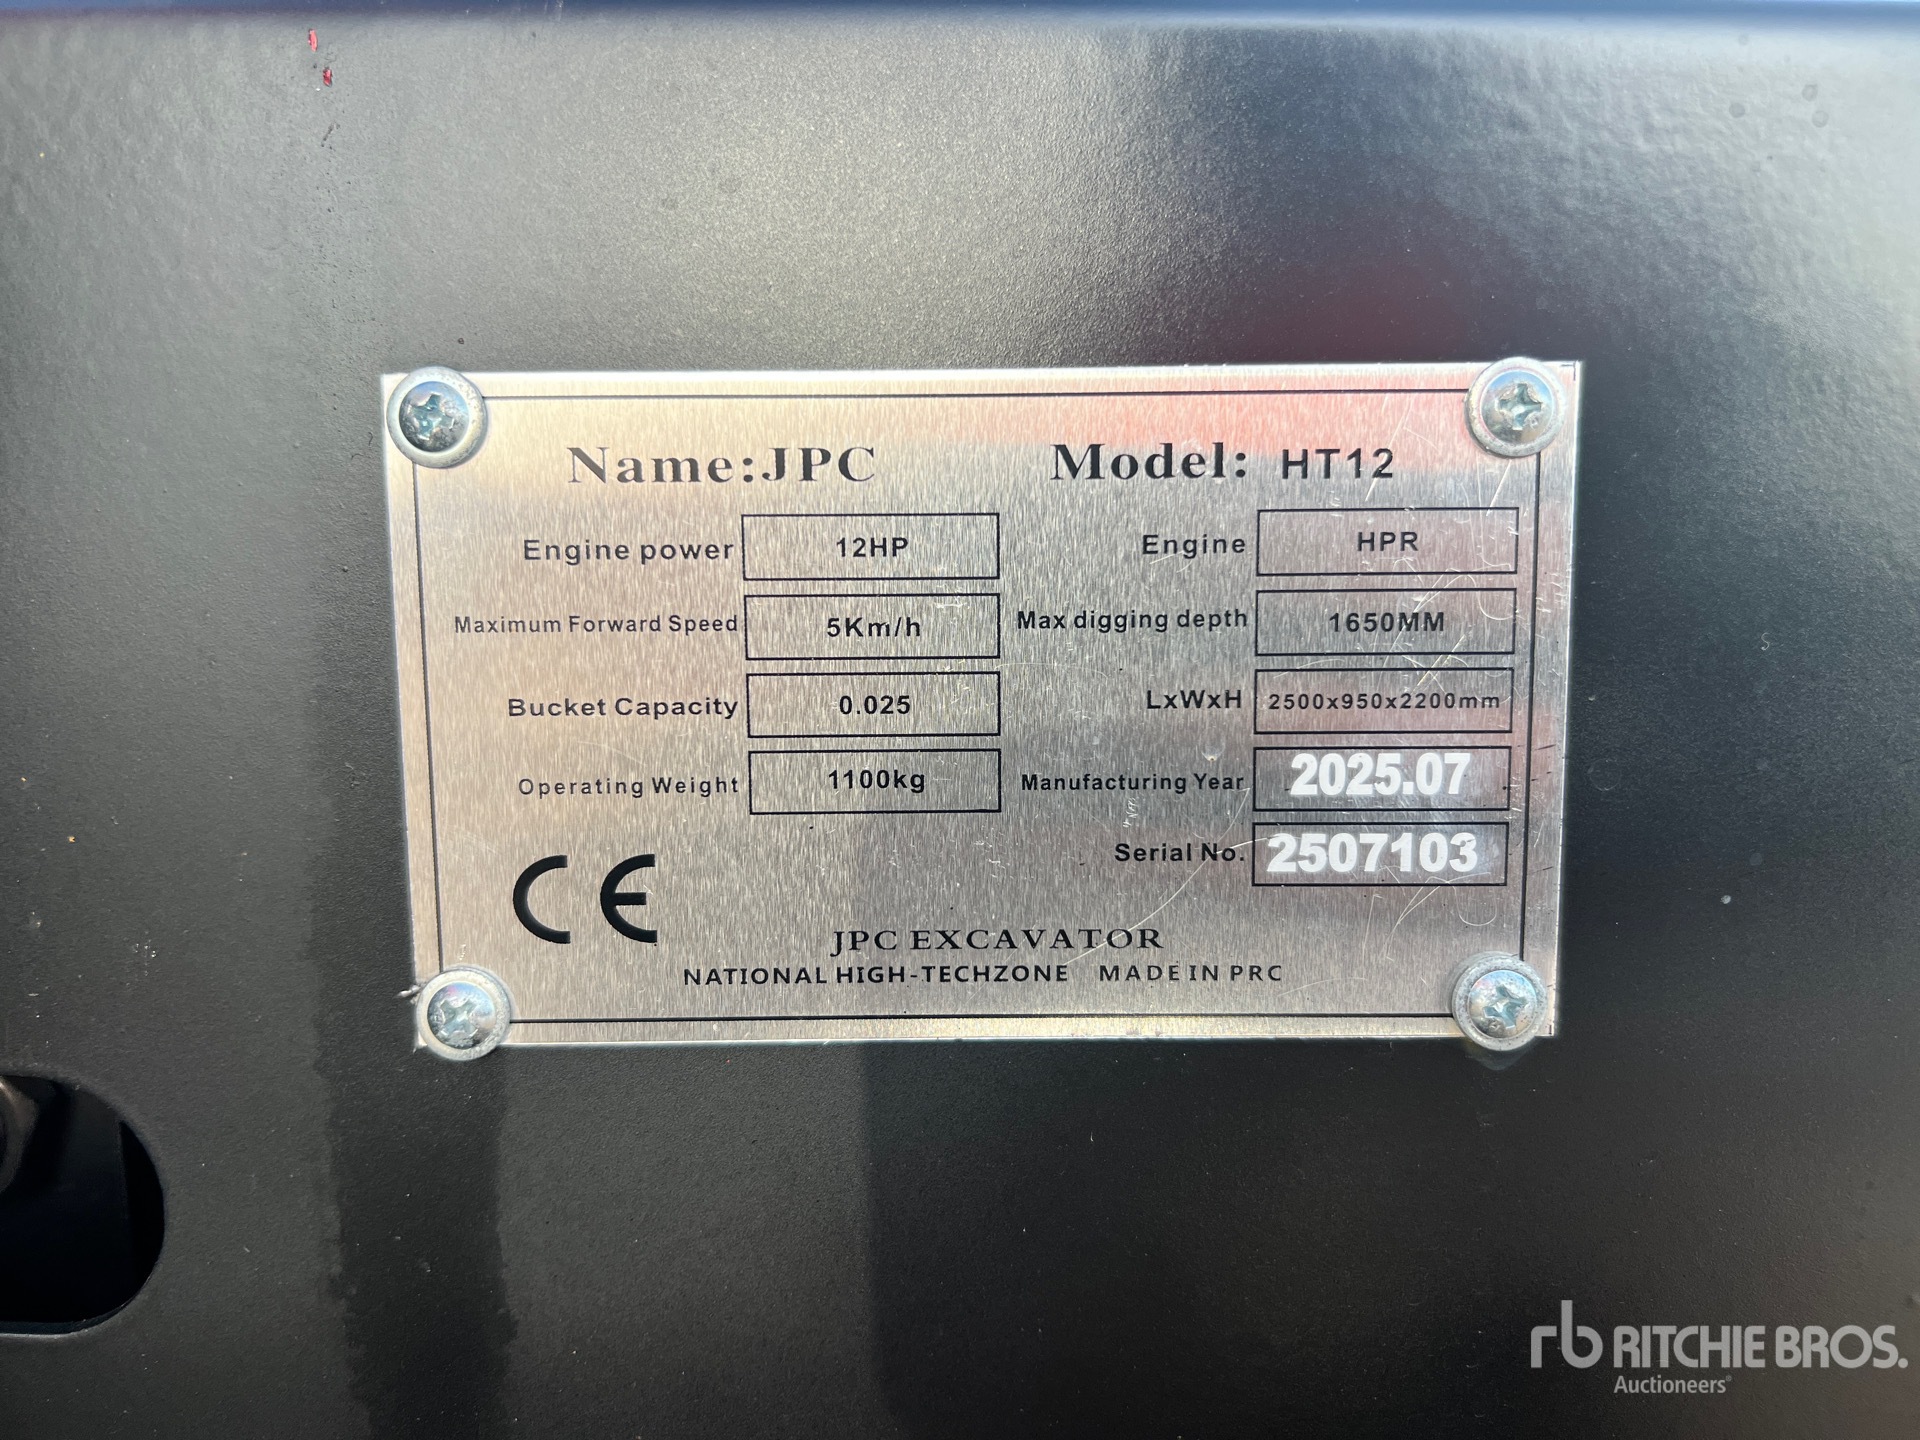 Name:JPC Model: HT12
Engine power 12HP Engine HPR
Maximum Forward Speed 5Km/h Max digging depth 1650MM
Bucket Capacity 0.025 LxWxH 2500x950x2200mm
Operating Weight 1100kg Manufacturing Year 2025.07
Serial No. 2507103
CE
JPC EXCAVATOR
NATIONAL HIGH-TECHZONE MADE IN PRC
rb RITCHIE BROS.
Auctioneers®